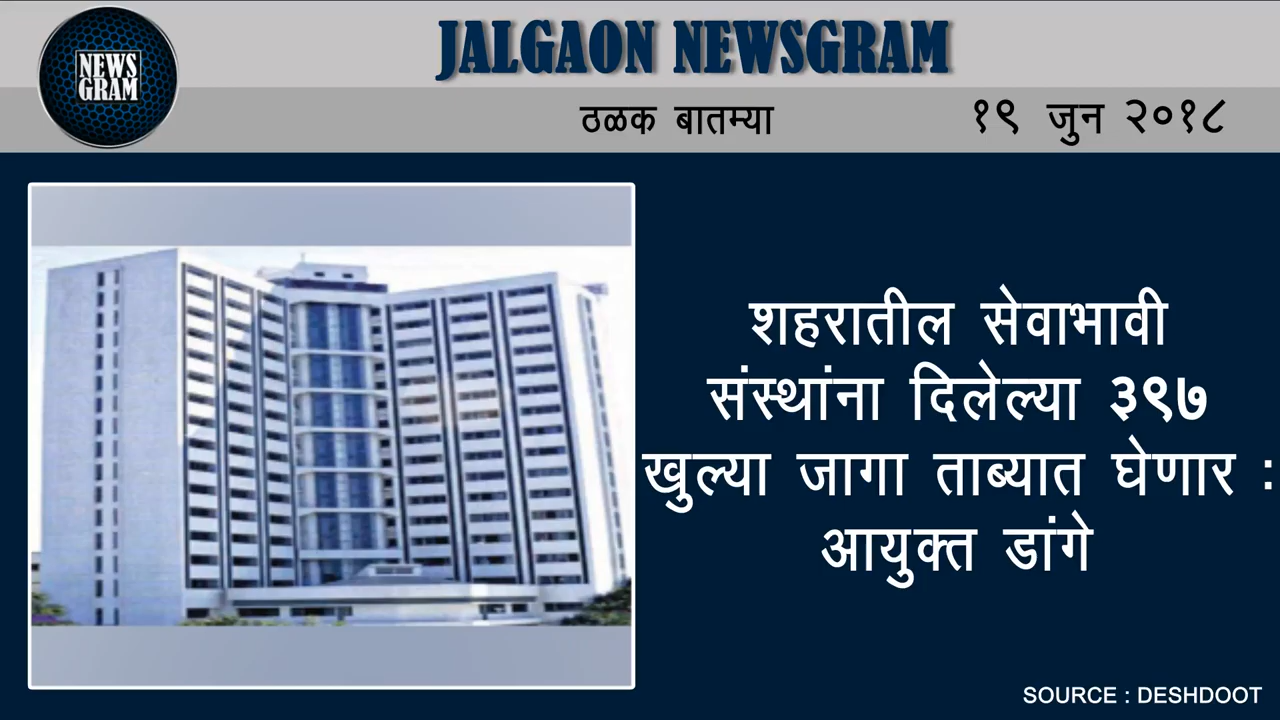 NEWS
GRAM
JALGAON NEWSGRAM
ठळक बातम्या
१९ जुन २०१८
शहरातील सेवाभावी
संस्थांना दिलेल्या ३९७
खुल्या जागा ताब्यात घेणार :
आयुक्त डांगे
SOURCE : DESHDOOT